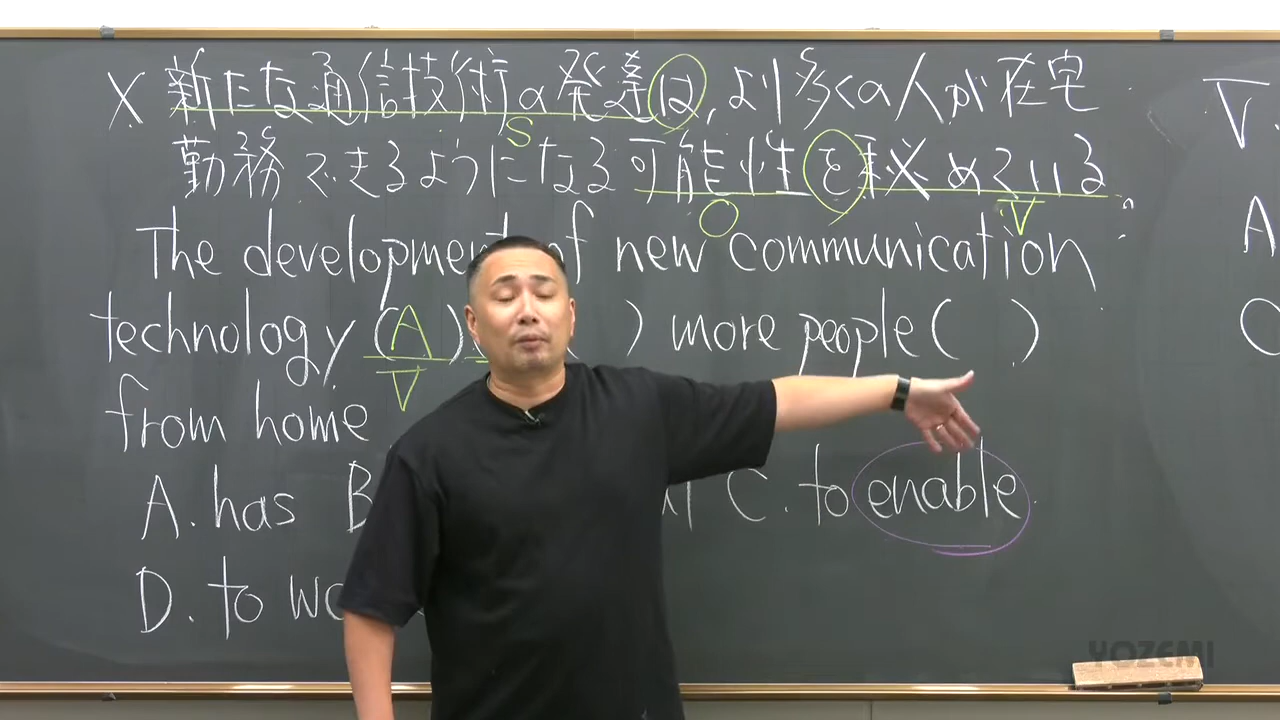 X 新たな通信技術の発達は、より多くの人が在宅
S
勤務できるようになる可能性を秘めている。
O V
The development of new communication
technology (A) ( ) more people ( )
V
from home
A. has B C. to enable
D. to
V
A
YOZEMI